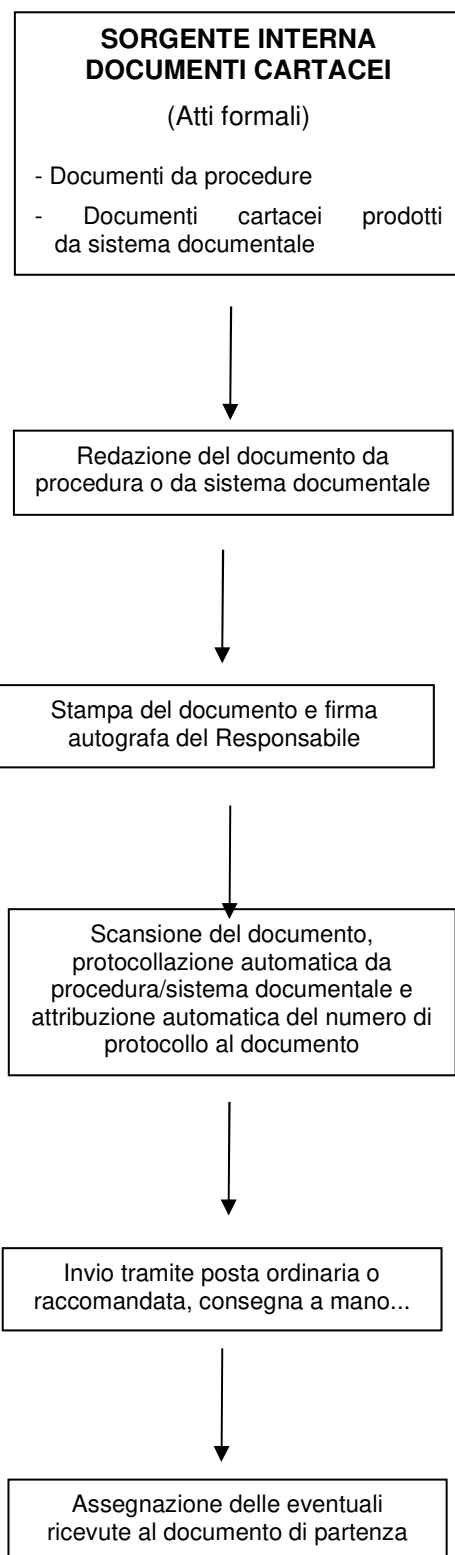 SORGENTE INTERNA
DOCUMENTI CARTACEI
(Atti formali)
- Documenti da procedure
- Documenti cartacei prodotti
da sistema documentale
Redazione del documento da
procedura o da sistema documentale
Stampa del documento e firma
autografa del Responsabile
Scansione del documento,
protocollazione automatica da
procedura/sistema documentale e
attribuzione automatica del numero di
protocollo al documento
Invio tramite posta ordinaria o
raccomandata, consegna a mano...
Assegnazione delle eventuali
ricevute al documento di partenza